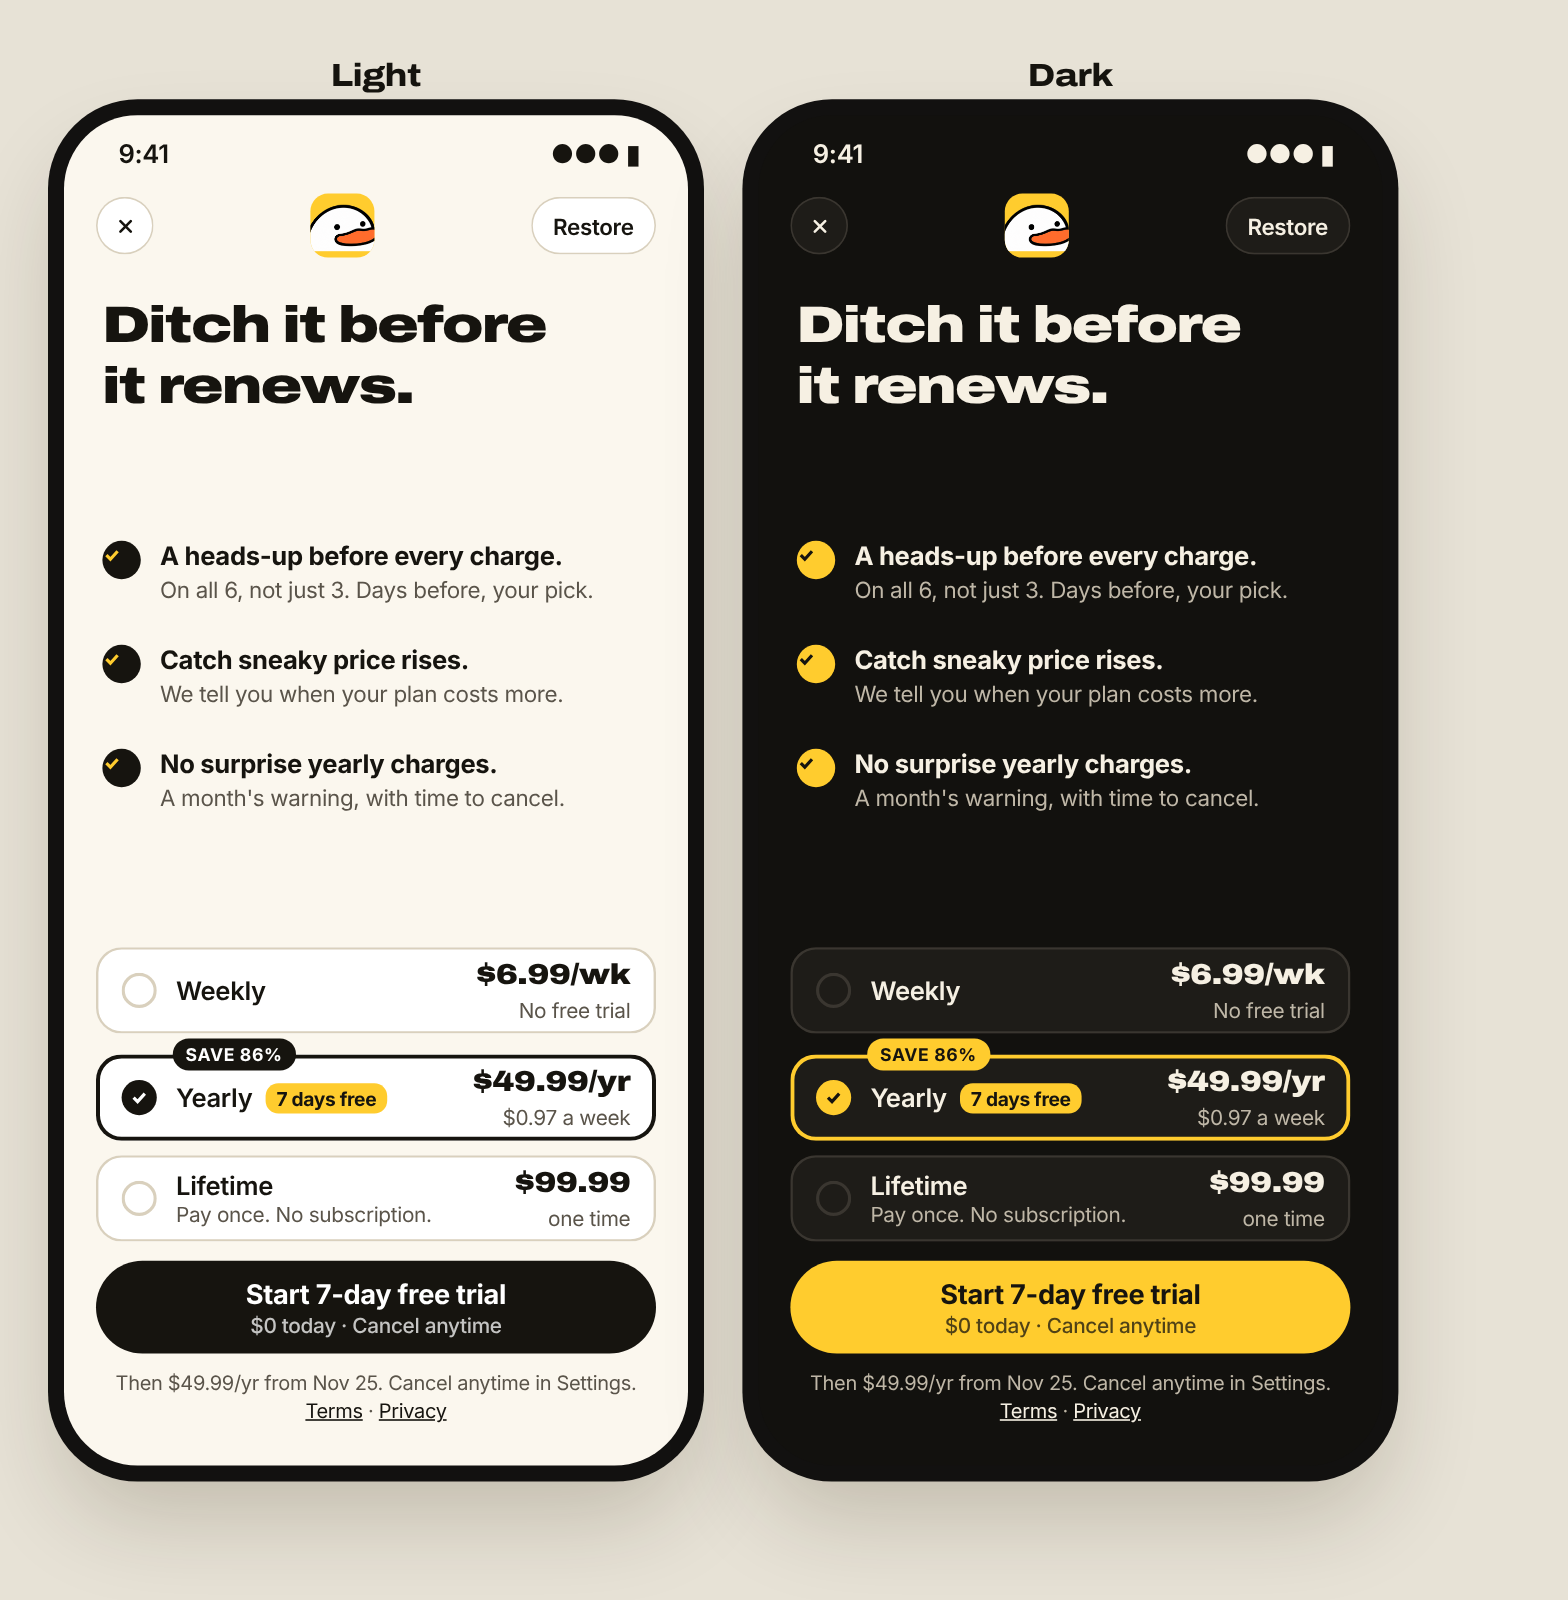 Light
9:41
Restore
Ditch it before
it renews.
A heads-up before every charge.
On all 6, not just 3. Days before, your pick.
Catch sneaky price rises.
We tell you when your plan costs more.
No surprise yearly charges.
A month's warning, with time to cancel.
Weekly
$6.99/wk
No free trial
SAVE 86%
Yearly
7 days free
$49.99/yr
$0.97 a week
Lifetime
Pay once. No subscription.
$99.99
one time
Start 7-day free trial
$0 today · Cancel anytime
Then $49.99/yr from Nov 25. Cancel anytime in Settings.
Terms · Privacy
Dark
9:41
Restore
Ditch it before
it renews.
A heads-up before every charge.
On all 6, not just 3. Days before, your pick.
Catch sneaky price rises.
We tell you when your plan costs more.
No surprise yearly charges.
A month's warning, with time to cancel.
Weekly
$6.99/wk
No free trial
SAVE 86%
Yearly
7 days free
$49.99/yr
$0.97 a week
Lifetime
Pay once. No subscription.
$99.99
one time
Start 7-day free trial
$0 today · Cancel anytime
Then $49.99/yr from Nov 25. Cancel anytime in Settings.
Terms · Privacy